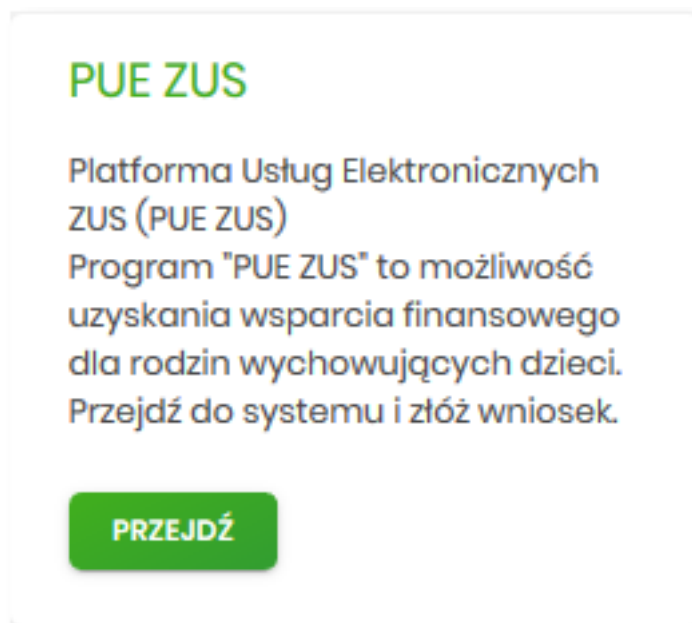 PUE ZUS
Platforma Usług Elektronicznych
ZUS (PUE ZUS)
Program "PUE ZUS" to możliwość
uzyskania wsparcia finansowego
dla rodzin wychowujących dzieci.
Przejdź do systemu i złóż wniosek.
PRZEJDŹ